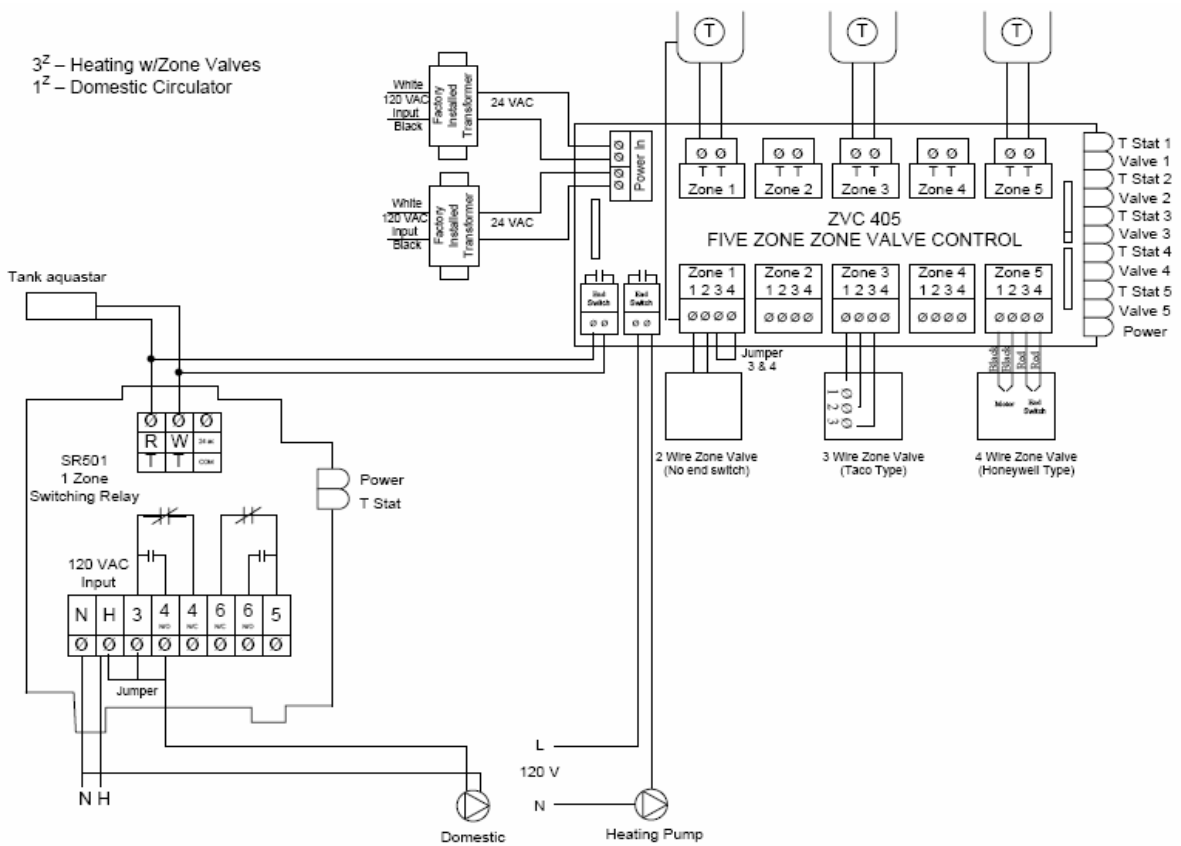 3Z – Heating w/Zone Valves
1Z – Domestic Circulator
T
T
T
White
120 VAC
Input
Black
Factory
Installed
Transformer
24 VAC
White
120 VAC
Input
Black
Factory
Installed
Transformer
24 VAC
Power In
T T
Zone 1
T T
Zone 2
T T
Zone 3
T T
Zone 4
T T
Zone 5
ZVC 405
FIVE ZONE ZONE VALVE CONTROL
T Stat 1
Valve 1
T Stat 2
Valve 2
T Stat 3
Valve 3
T Stat 4
Valve 4
T Stat 5
Valve 5
Power
End
Switch
End
Switch
Zone 1
1 2 3 4
Zone 2
1 2 3 4
Zone 3
1 2 3 4
Zone 4
1 2 3 4
Zone 5
1 2 3 4
Jumper
3 & 4
1
2
3
Black
Black
Red
Red
Motor
End
Switch
2 Wire Zone Valve
(No end switch)
3 Wire Zone Valve
(Taco Type)
4 Wire Zone Valve
(Honeywell Type)
Tank aquastar
R W
T T COM
SR501
1 Zone
Switching Relay
Power
T Stat
120 VAC
Input
N H 3 4 4 6 6 5
N/O N/C N/C N/O
Jumper
N H
Domestic
L
120 V
N
Heating Pump